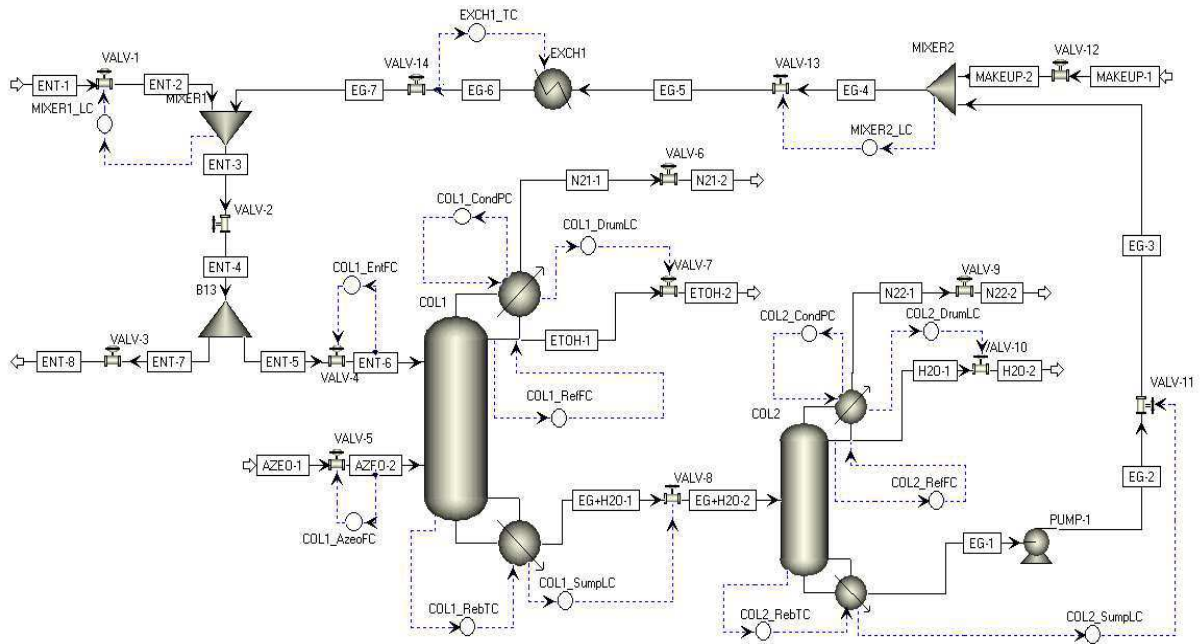 EXCH1_TC
VALV-1
VALV-14
EXCH1
MIXER2
VALV-12
ENT-1
ENT-2
MIXER1
EG-7
EG-6
EG-5
VALV-13
EG-4
MAKEUP-2
MAKEUP-1
MIXER1_LC
MIXER2_LC
ENT-3
VALV-2
VALV-6
N21-1
N21-2
COL1_CondPC
COL1_DrumLC
EG-3
ENT-4
COL1_EntFC
VALV-7
VALV-9
B13
COL1
ETOH-2
N22-1
N22-2
COL2_CondPC
COL2_DrumLC
ETOH-1
VALV-10
ENT-8
VALV-3
ENT-7
ENT-5
VALV-4
ENT-6
H2O-1
H2O-2
VALV-11
COL1_RefFC
COL2
VALV-5
AZEO-1
AZEO-2
VALV-8
EG+H2O-1
EG+H2O-2
COL2_RefFC
EG-2
COL1_AzeoFC
PUMP-1
EG-1
COL1_SumpLC
COL1_RebTC
COL2_RebTC
COL2_SumpLC